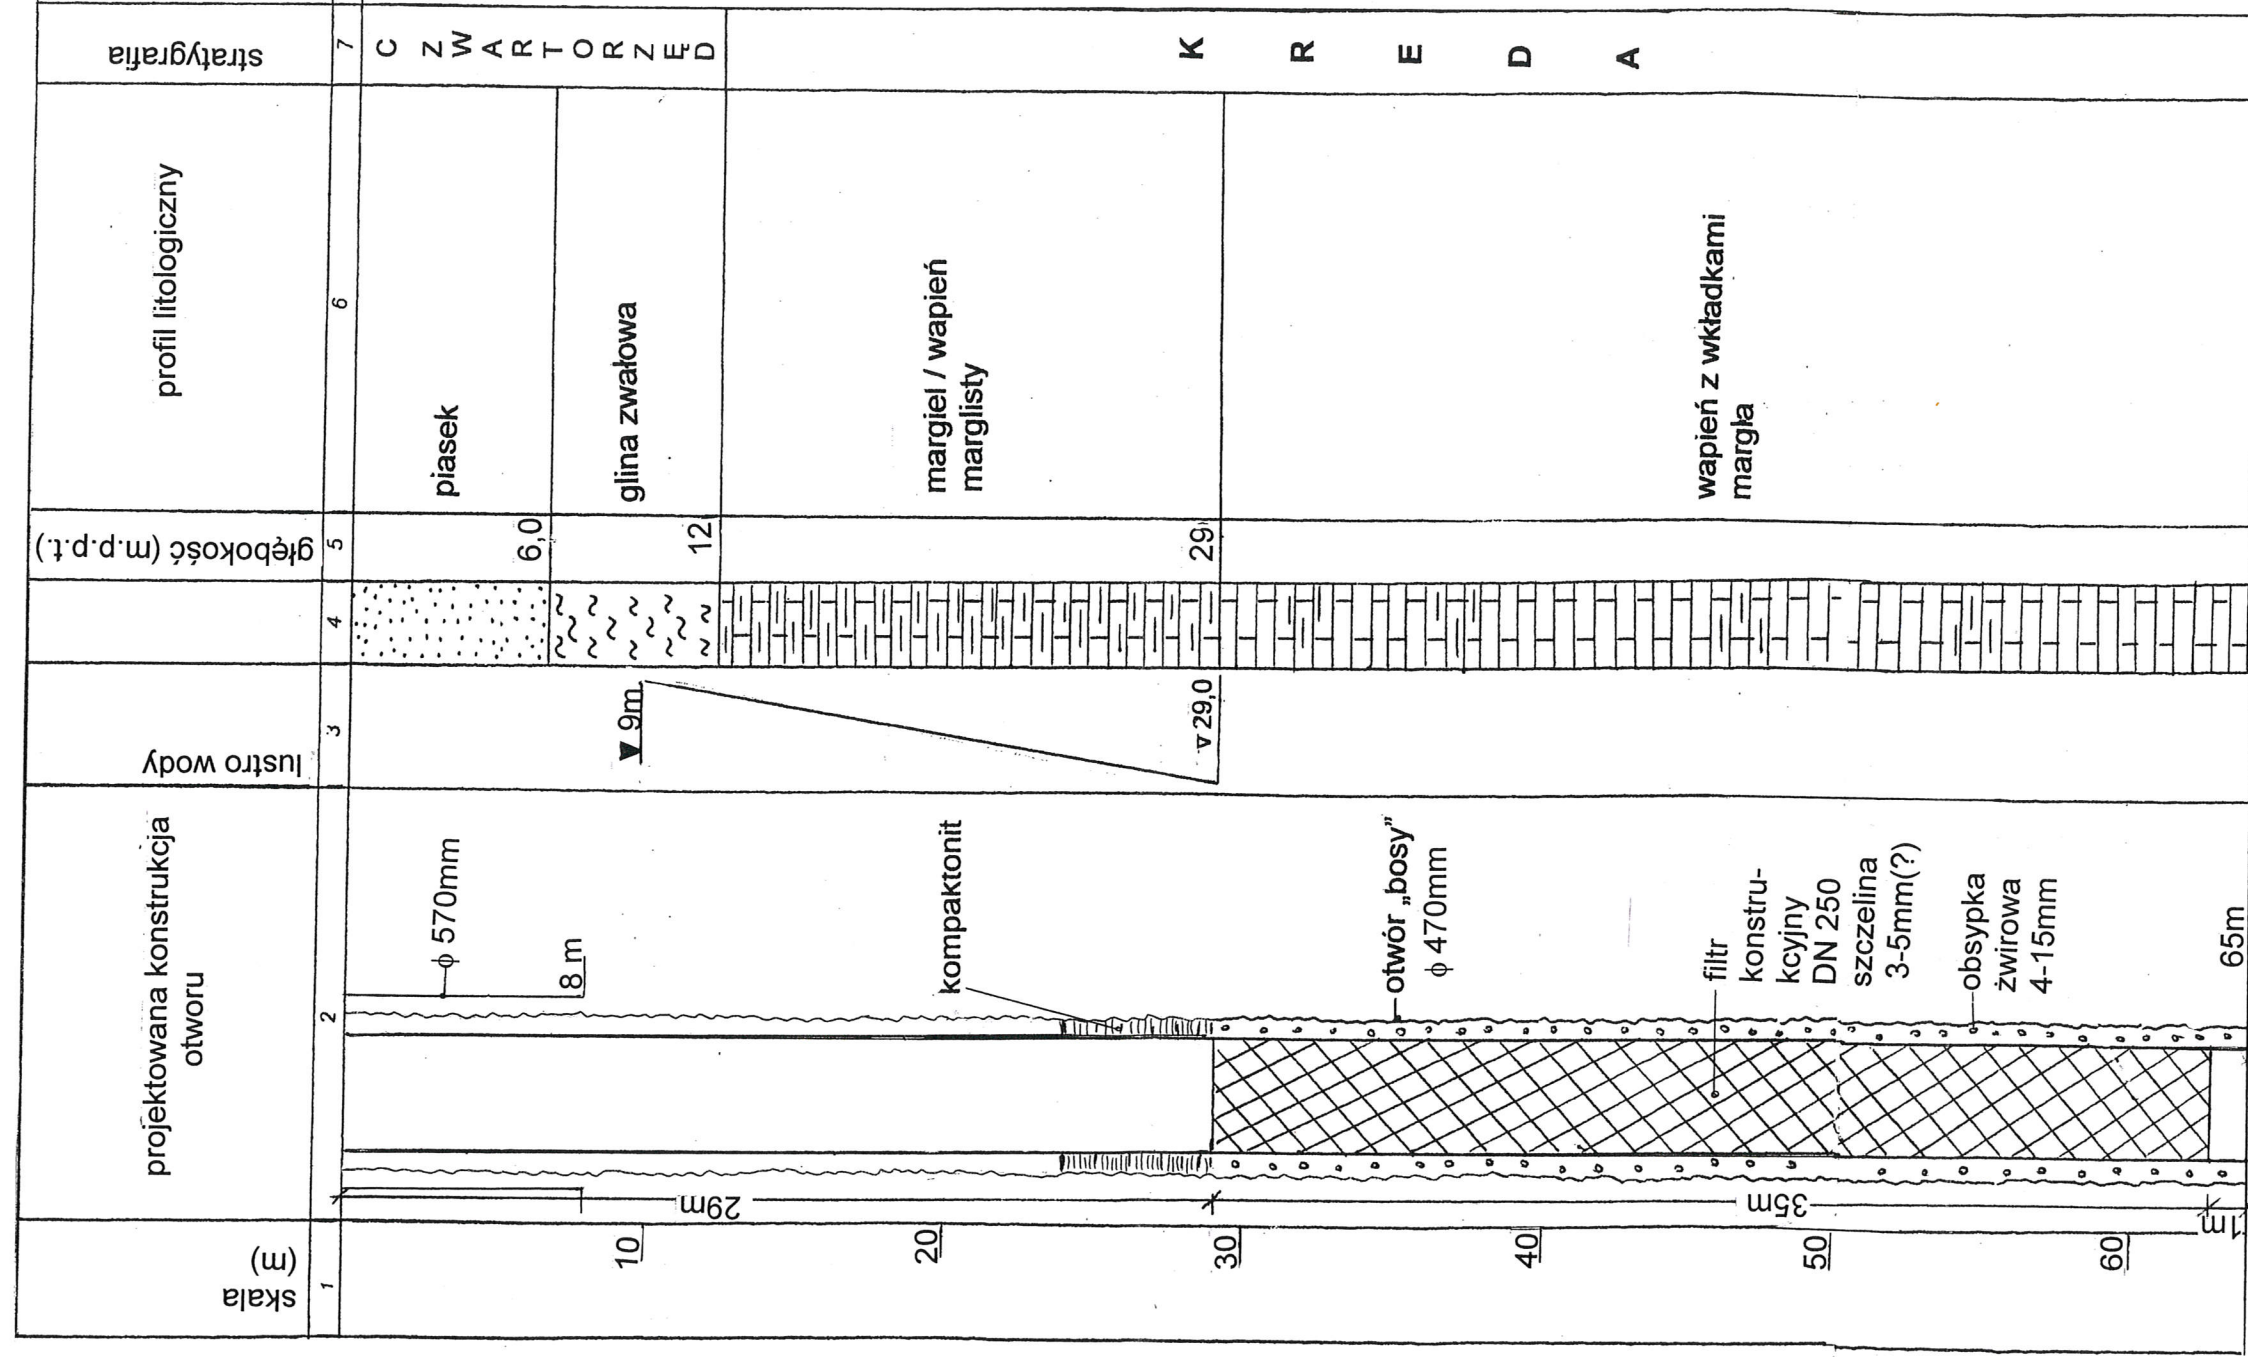 skala
(m)
projektowana konstrukcja
otworu
lustro wody
głębokość (m.p.p.t.)
profil litologiczny
stratygrafia
1
2
3
4
5
6
7
10
20
30
40
50
60
29m
35m
1m
ϕ 570mm
8 m
kompaktonit
otwór „bosy”
ϕ 470mm
filtr
konstru-
kcyjny
DN 250
szczelina
3-5mm(?)
obsypka
żwirowa
4-15mm
65m
▼ 9m
▽ 29,0
6,0
12
29
piasek
glina zwałowa
margiel / wapień
marglisty
wapień z wkładkami
margla
C Z W A R T O R Z Ę D
K R E D A